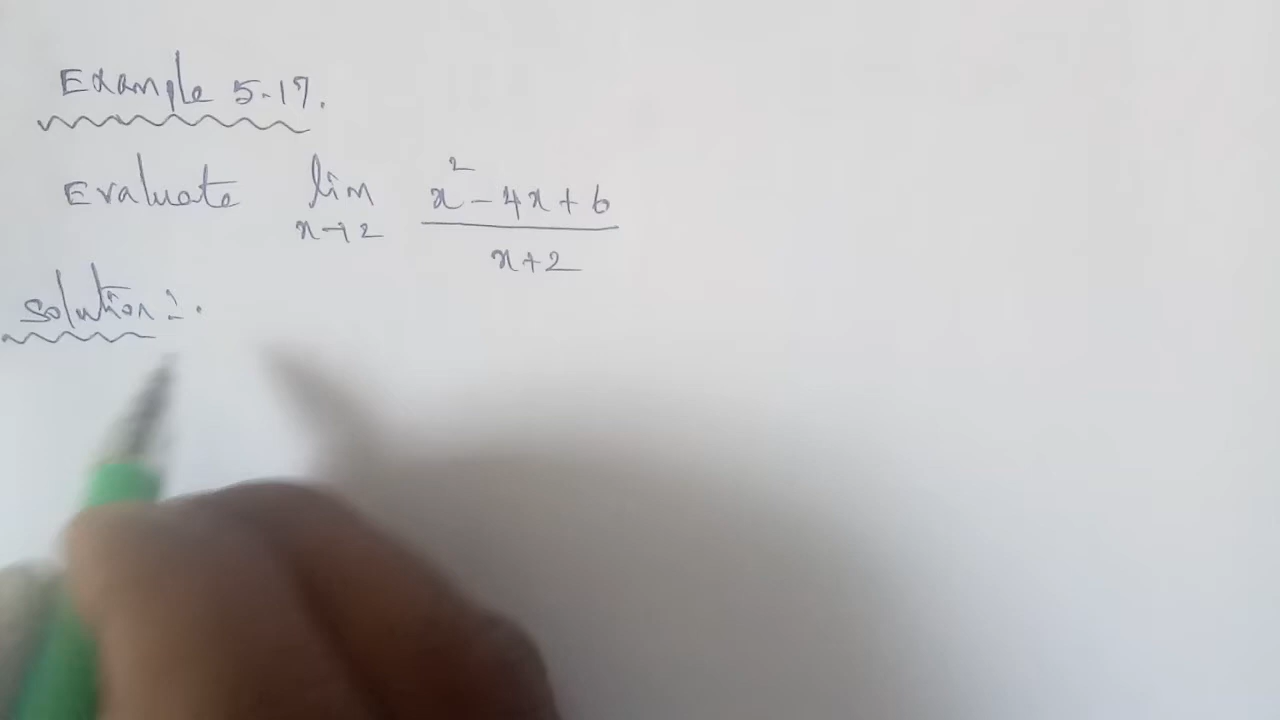 Example 5.17.
Evaluate lim x→2 x² - 4x + 6 / x + 2
Solution :.